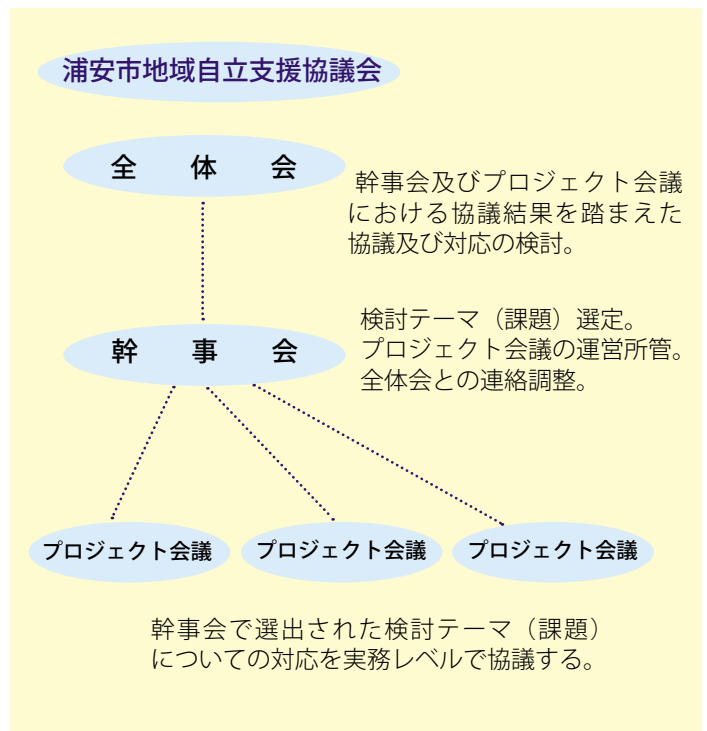 浦安市地域自立支援協議会
全　体　会
幹事会及びプロジェクト会議
における協議結果を踏まえた
協議及び対応の検討。
検討テーマ（課題）選定。
幹　事　会
プロジェクト会議の運営所管。
全体会との連絡調整。
プロジェクト会議
プロジェクト会議
プロジェクト会議
幹事会で選出された検討テーマ（課題）
についての対応を実務レベルで協議する。